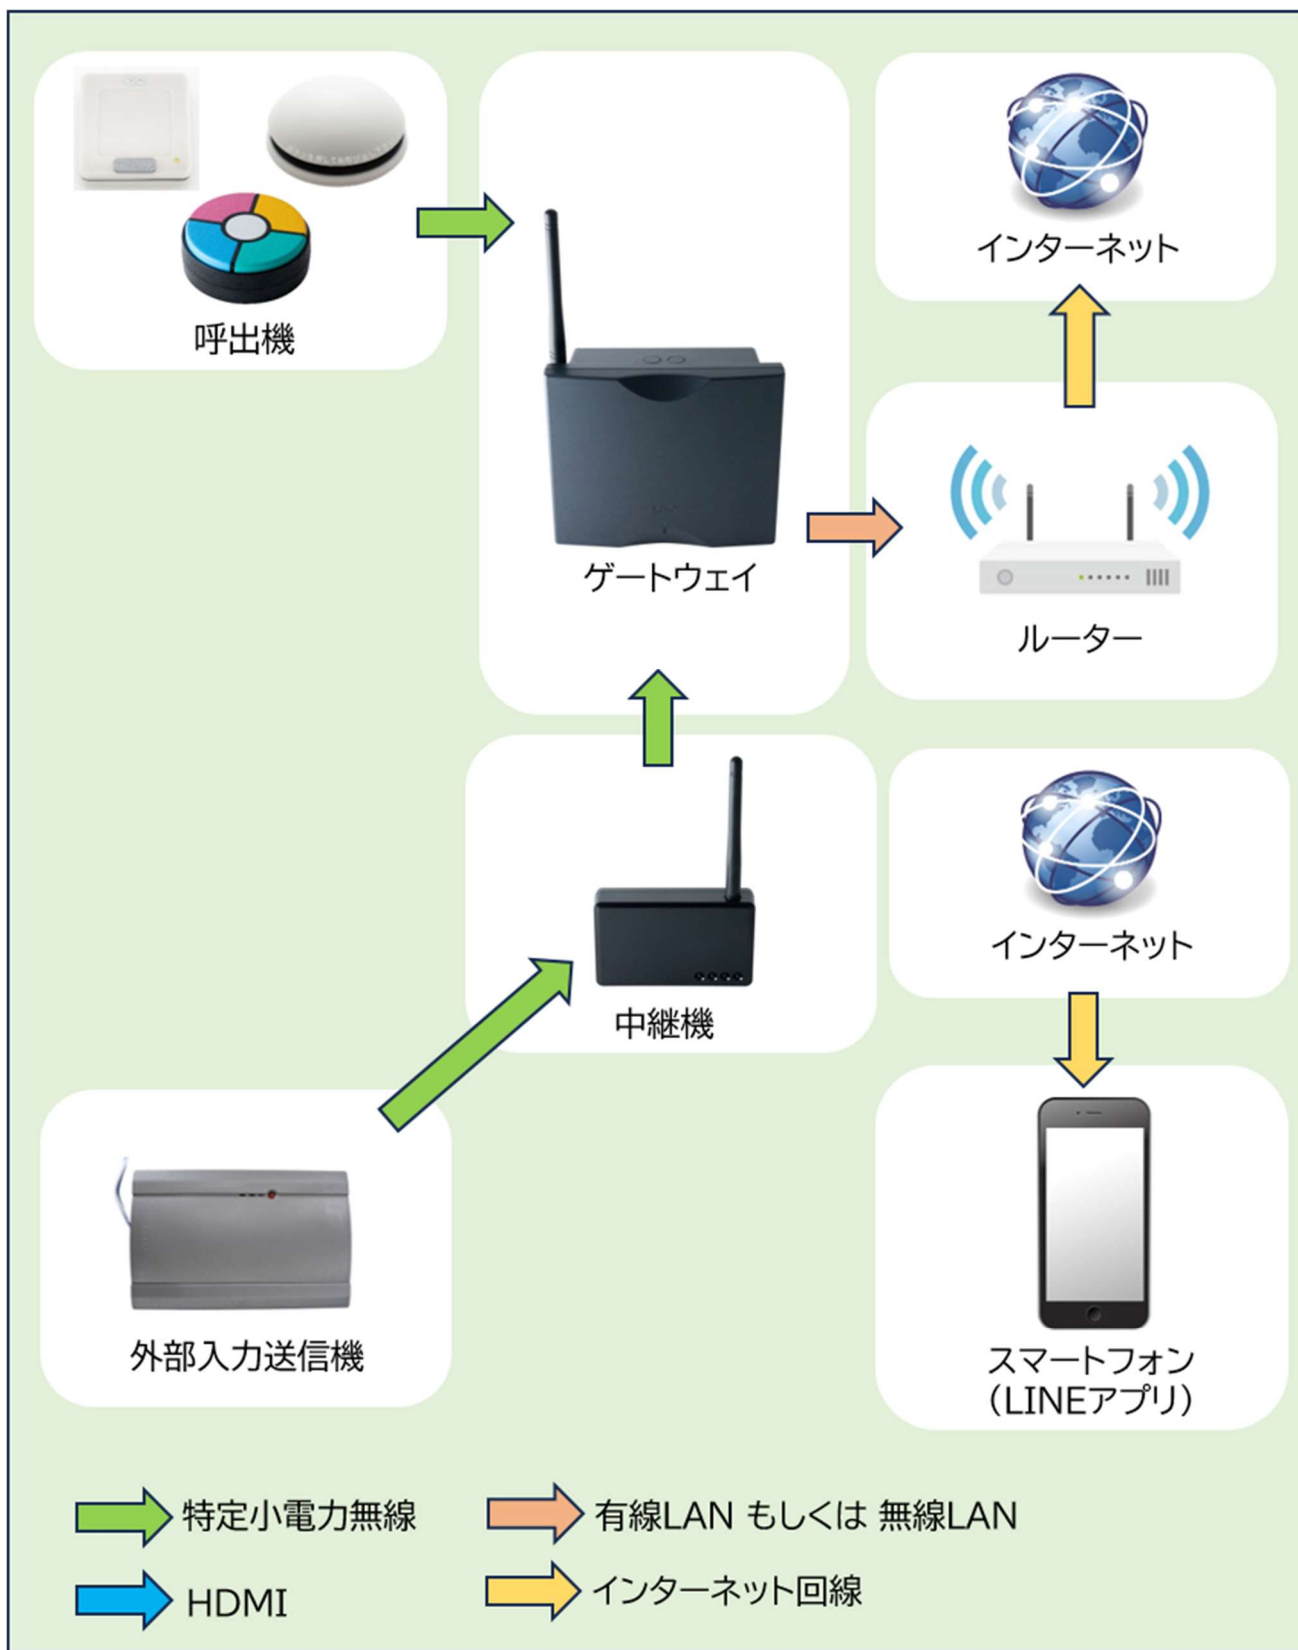 呼出機
インターネット
ゲートウェイ
ルーター
中継機
インターネット
外部入力送信機
スマートフォン
(LINEアプリ)
特定小電力無線
有線LAN もしくは 無線LAN
HDMI
インターネット回線